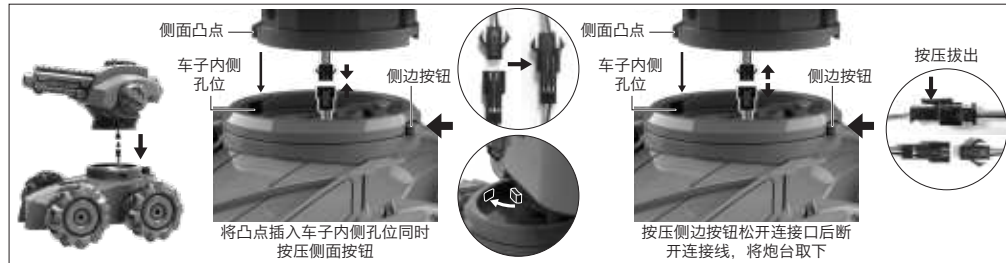 侧面凸点
车子内侧
孔位
侧边按钮
将凸点插入车子内侧孔位同时
按压侧面按钮
侧面凸点
车子内侧
孔位
侧边按钮
按压侧边按钮松开连接口后断
开连接线，将炮台取下
按压拔出